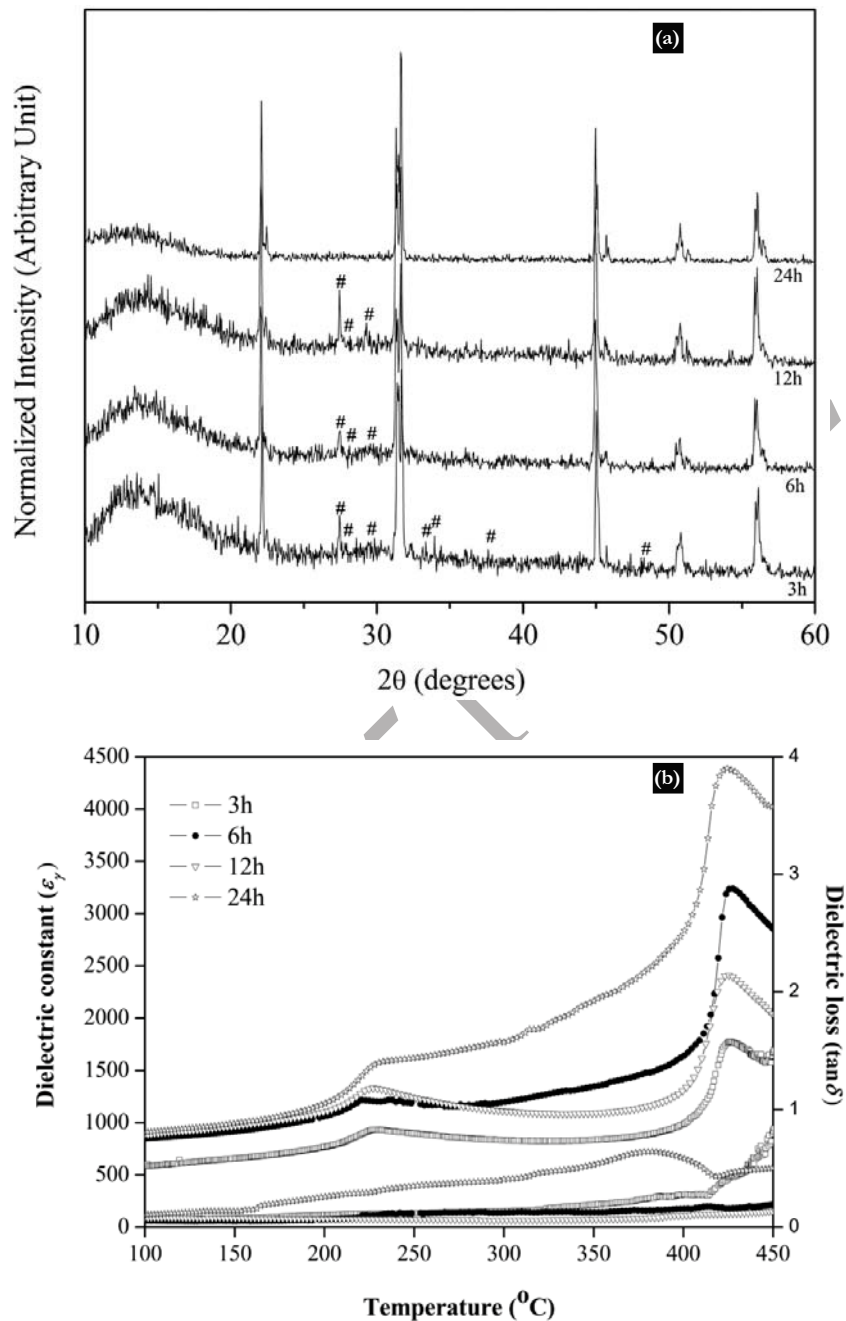 (a)
Normalized Intensity (Arbitrary Unit)
24h
# # #
12h
# # #
6h
# # # # # # #
3h
10 20 30 40 50 60
2θ (degrees)
(b)
4500
4000
3500
3000
2500
2000
1500
1000
500
0
Dielectric constant (εᵧ)
3h
6h
12h
24h
4
3
2
1
0
Dielectric loss (tanδ)
100 150 200 250 300 350 400 450
Temperature (⁰C)